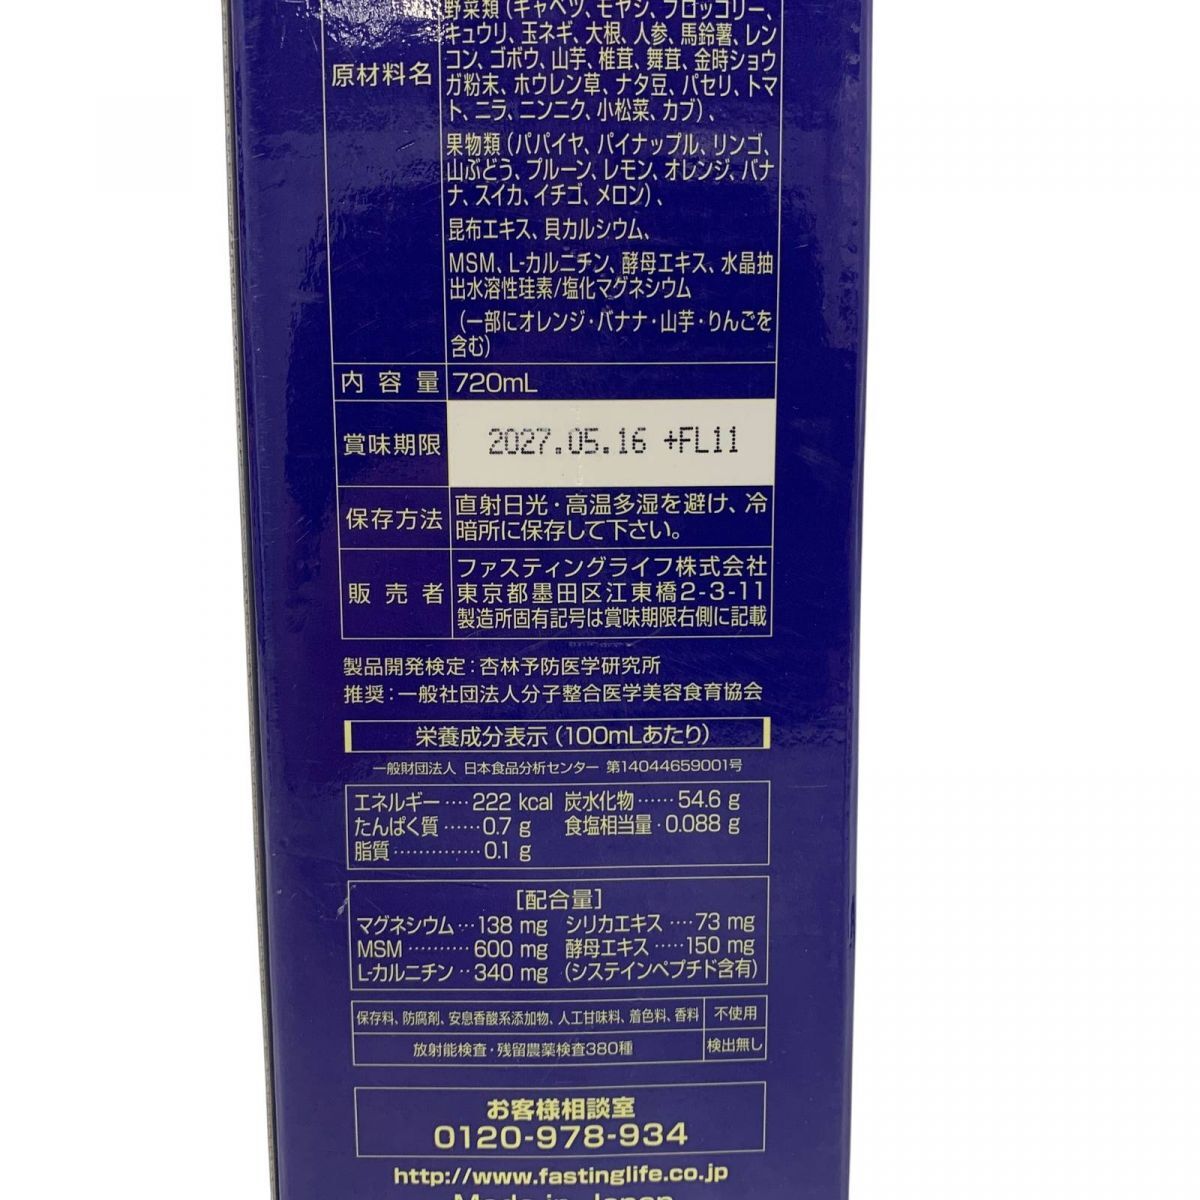 野菜類(キャベツ、モヤシ、ブロッコリー、
キュウリ、玉ネギ、大根、人参、馬鈴薯、レン
コン、ゴボウ、山芋、椎茸、舞茸、金時ショウ
原材料名
ガ粉末、ホウレン草、ナタ豆、パセリ、トマ
ト、ニラ、ニンニク、小松菜、カブ)、
果物類(パパイヤ、パイナップル、リンゴ、
山ぶどう、プルーン、レモン、オレンジ、バナ
ナ、スイカ、イチゴ、メロン)、
昆布エキス、貝カルシウム、
MSM、L-カルニチン、酵母エキス、水晶抽
出水溶性珪素/塩化マグネシウム
(一部にオレンジ・バナナ・山芋・りんごを
含む)
内容量 720mL
賞味期限 2027.05.16 +FL11
保存方法 直射日光・高温多湿を避け、冷
暗所に保存して下さい。
販売者 ファスティングライフ株式会社
東京都墨田区江東橋2-3-11
製造所固有記号は賞味期限右側に記載
製品開発検定:杏林予防医学研究所
推奨:一般社団法人分子整合医学美容食育協会
栄養成分表示(100mLあたり)
一般財団法人 日本食品分析センター 第14044659001号
エネルギー‥‥222 kcal 炭水化物‥‥‥54.6 g
たんぱく質‥‥‥0.7 g 食塩相当量・0.088 g
脂質‥‥‥‥‥‥‥0.1 g
[配合量]
マグネシウム‥・138 mg シリカエキス‥‥73 mg
MSM‥‥‥‥‥600 mg 酵母エキス‥‥・150 mg
L-カルニチン‥340 mg (システインペプチド含有)
保存料、防腐剤、安息香酸系添加物、人工甘味料、着色料、香料 不使用
放射能検査・残留農薬検査380種 検出無し
お客様相談室
0120-978-934
http://www.fastinglife.co.jp
Made in Japan